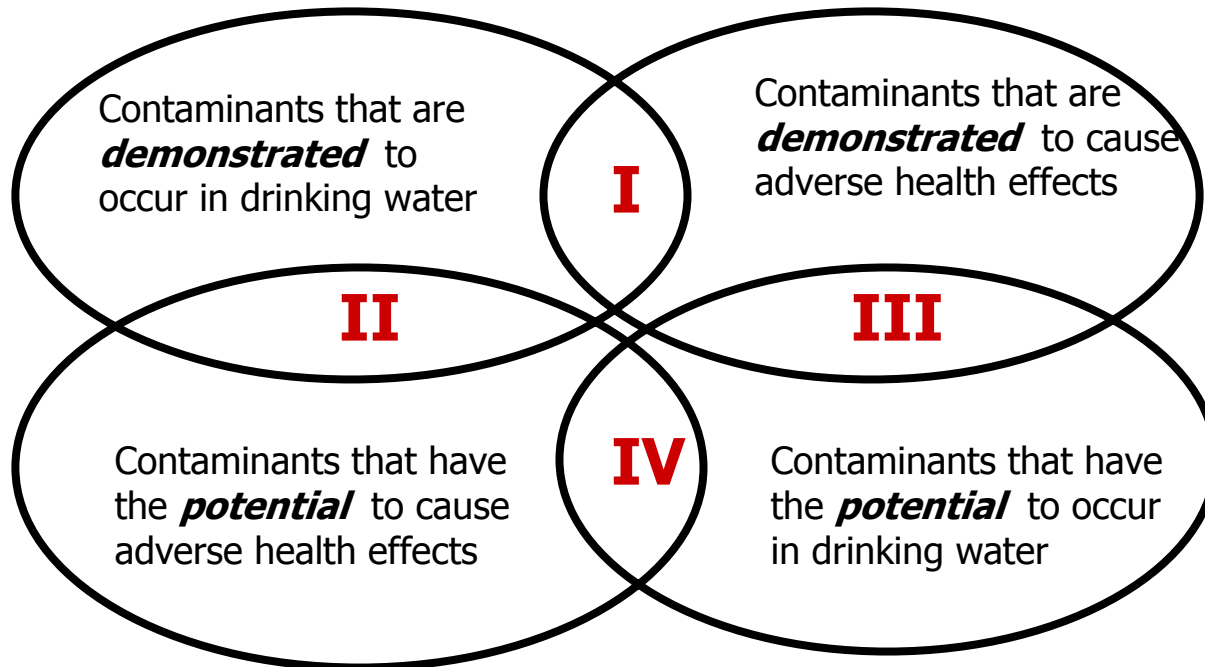 Contaminants that are
demonstrated to
occur in drinking water
I
Contaminants that are
demonstrated to cause
adverse health effects
II
III
Contaminants that have
the potential to cause
adverse health effects
IV
Contaminants that have
the potential to occur
in drinking water